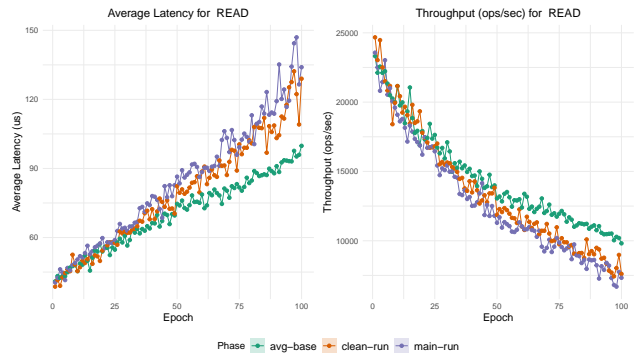 Average Latency for  READ
Average Latency (us)
150
120
90
60
0
25
50
75
100
Epoch
Throughput (ops/sec) for  READ
Throughput (ops/sec)
25000
20000
15000
10000
0
25
50
75
100
Epoch
Phase avg−base clean−run main−run